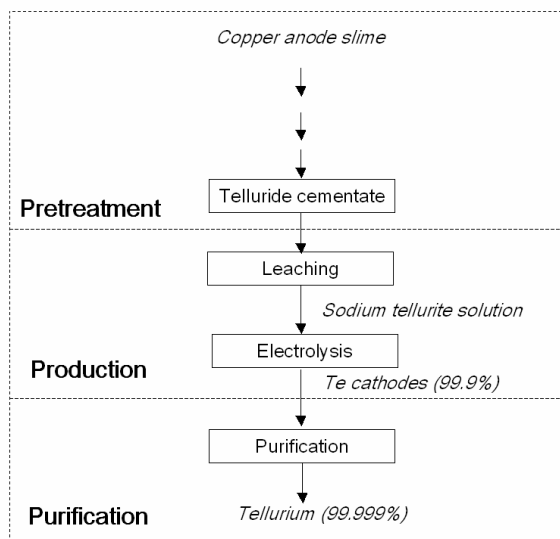 Copper anode slime
Telluride cementate
Pretreatment
Leaching
Sodium tellurite solution
Electrolysis
Production
Te cathodes (99.9%)
Purification
Tellurium (99.999%)
Purification